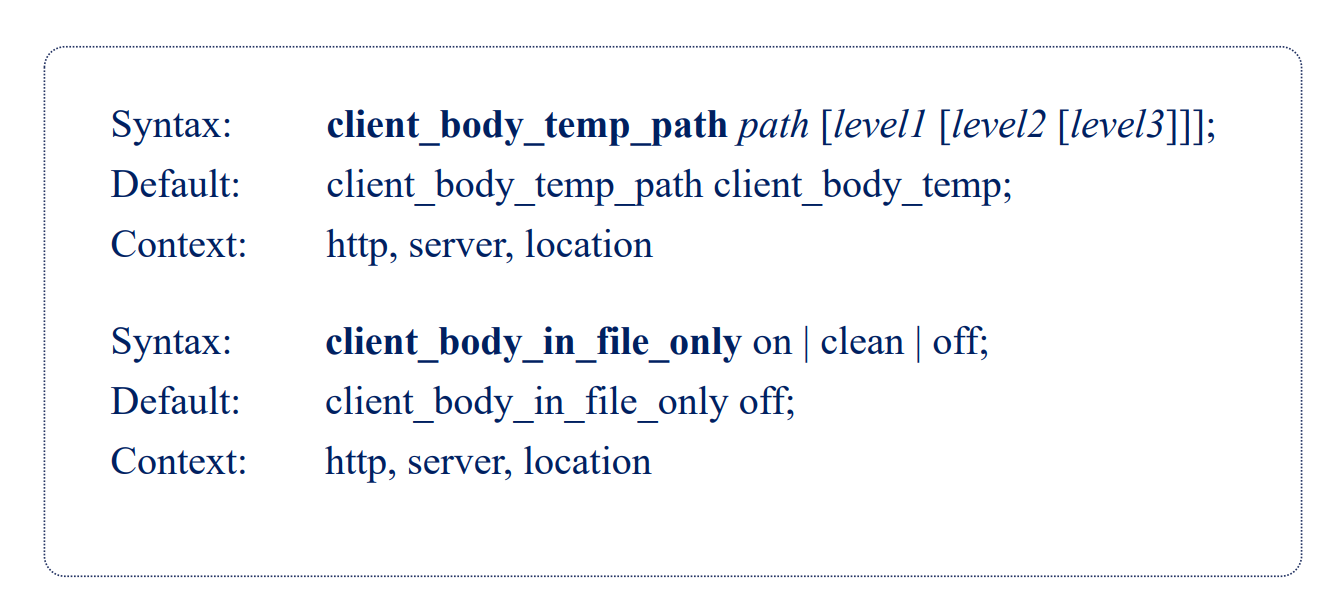 Syntax: client_body_temp_path path [level1 [level2 [level3]]];
Default: client_body_temp_path client_body_temp;
Context: http, server, location
Syntax: client_body_in_file_only on | clean | off;
Default: client_body_in_file_only off;
Context: http, server, location